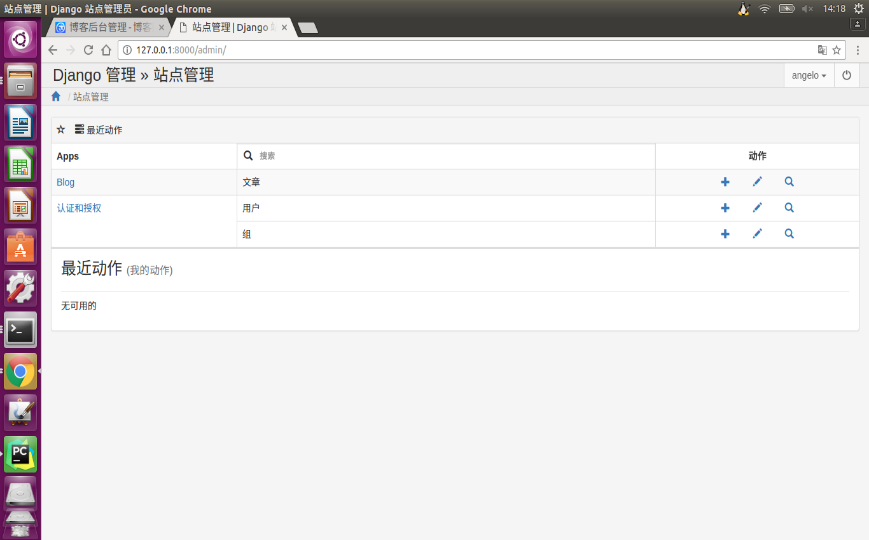 站点管理 | Django 站点管理员 - Google Chrome
14:18
博客后台管理 - 博客
站点管理 | Django
127.0.0.1:8000/admin/
Django 管理 » 站点管理
angelo
/ 站点管理
最近动作
Apps
搜索
动作
Blog
文章
认证和授权
用户
组
最近动作 (我的动作)
无可用的